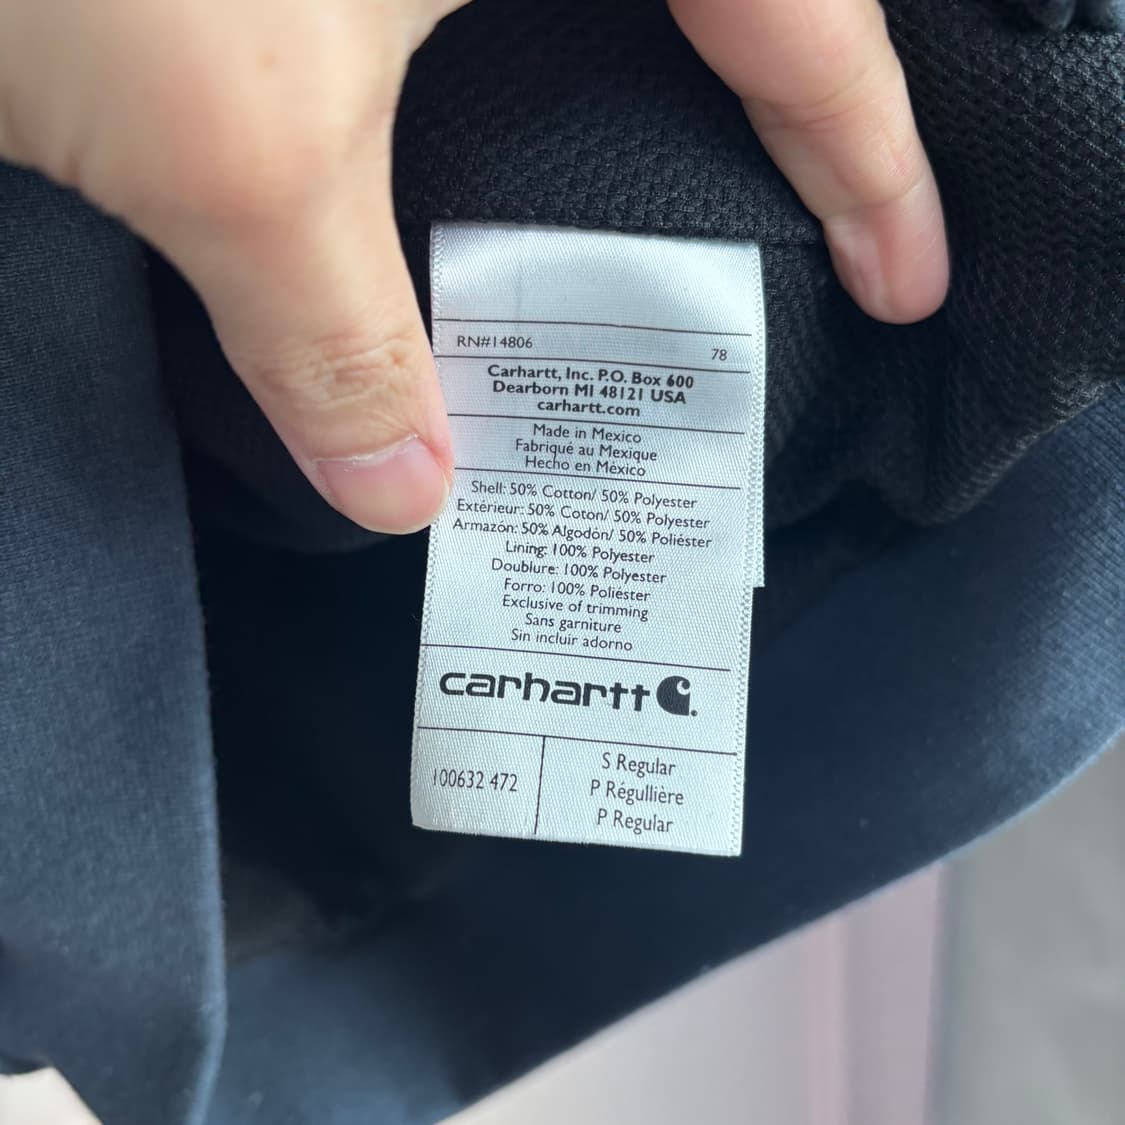 RN#14806 78
Carhartt, Inc. P.O. Box 600
Dearborn MI 48121 USA
carhartt.com
Made in Mexico
Fabriqué au Mexique
Hecho en México
Shell: 50% Cotton/ 50% Polyester
Extérieur: 50% Coton/ 50% Polyester
Armazón: 50% Algodón/ 50% Poliéster
Lining: 100% Polyester
Doublure: 100% Polyester
Forro: 100% Poliéster
Exclusive of trimming
Sans garniture
Sin incluir adorno
carhartt
100632 472
S Regular
P Régullière
P Regular